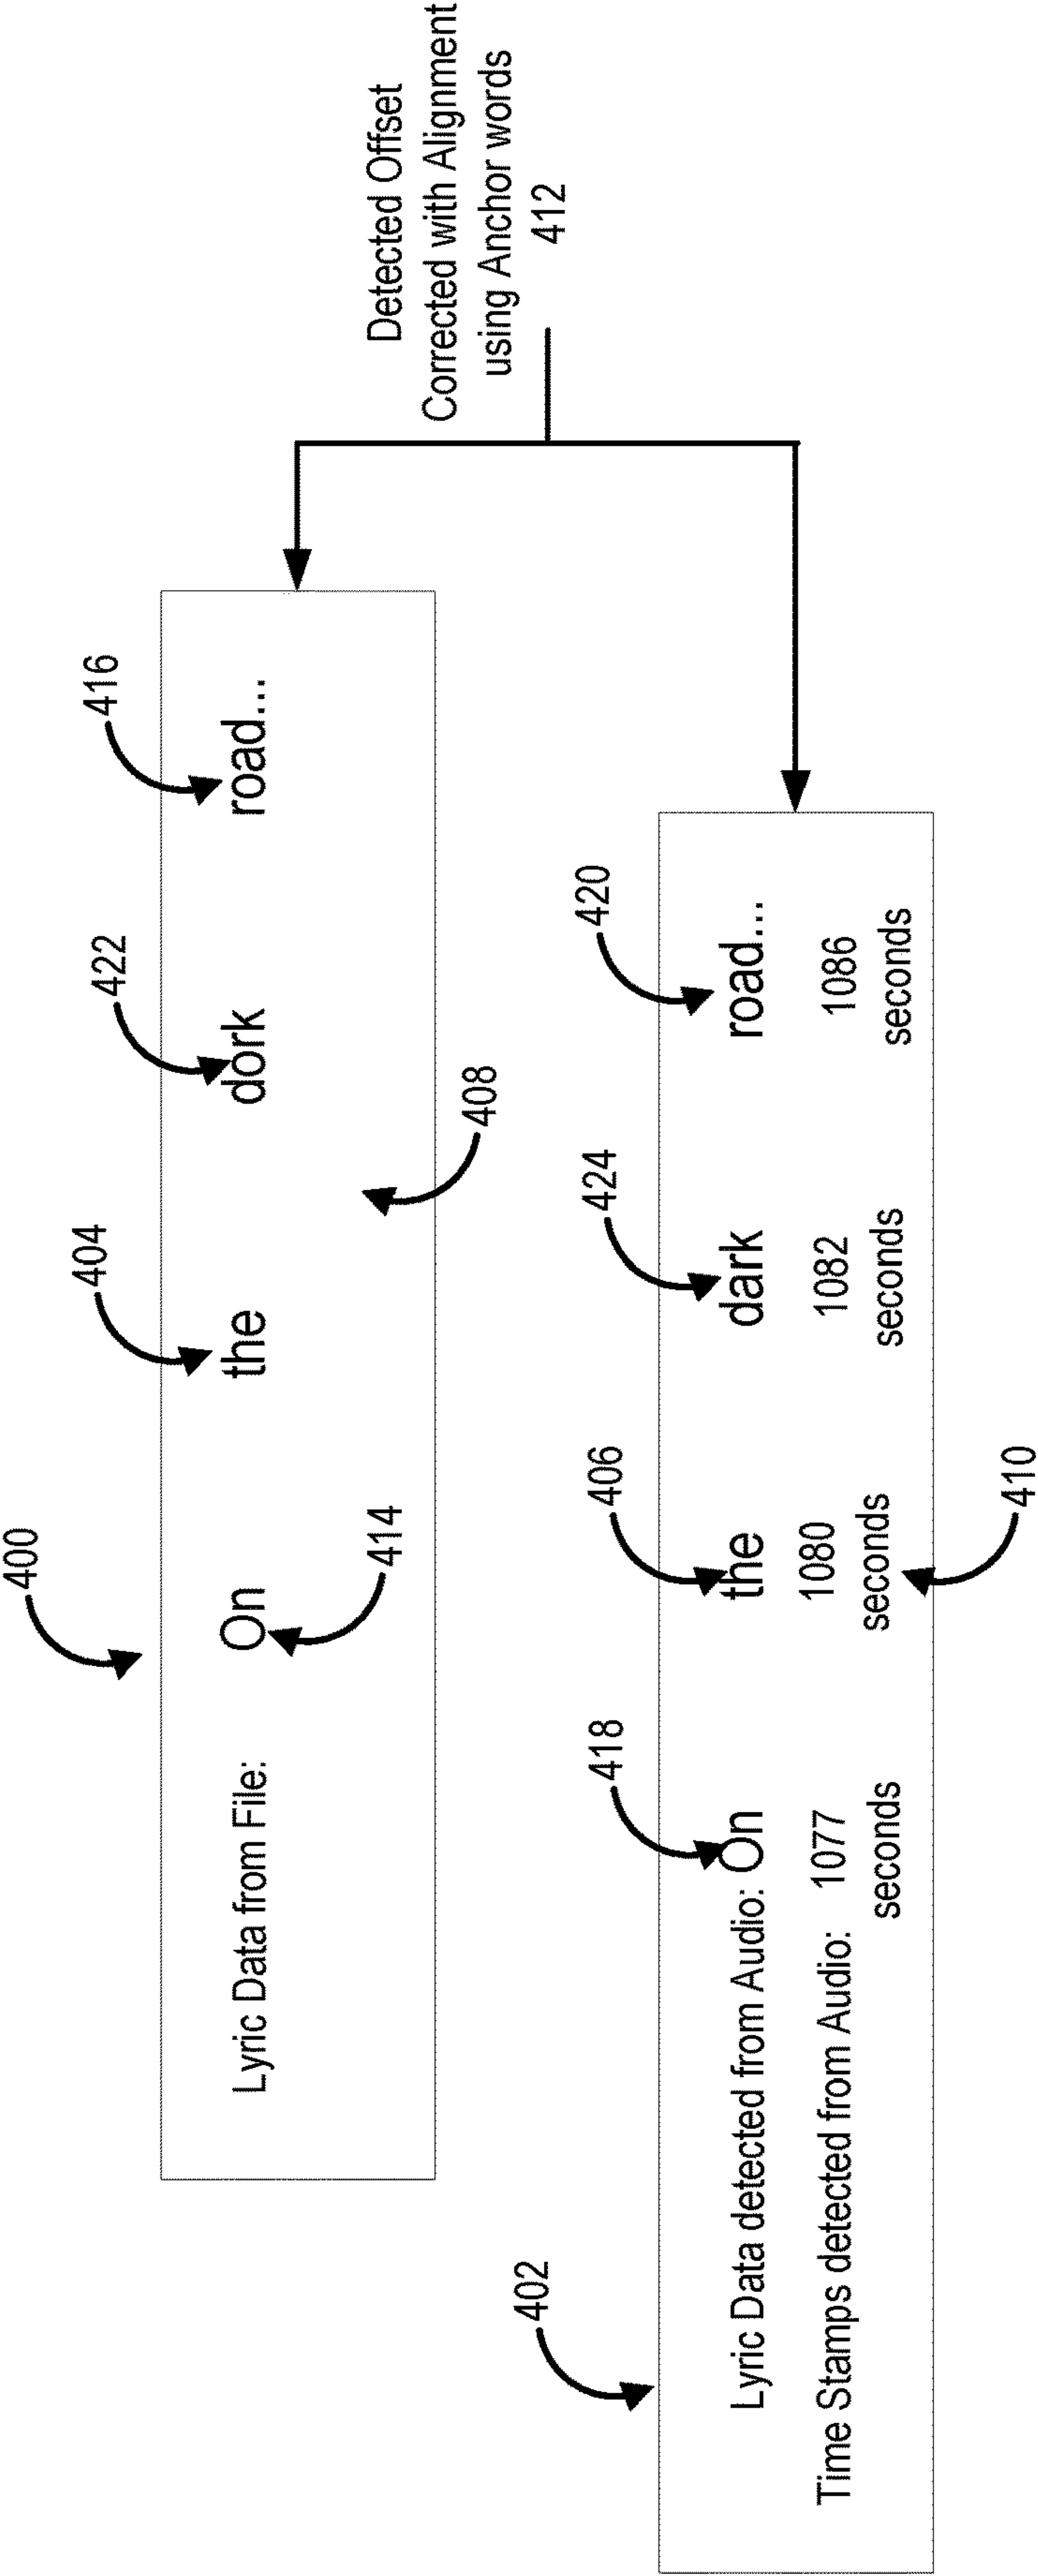 400
404
422
416
Lyric Data from File:
On
the
dork
road...
414
408
Detected Offset
Corrected with Alignment
using Anchor words
412
402
418
406
424
420
Lyric Data detected from Audio:
On
the
dark
road...
Time Stamps detected from Audio:
1077
seconds
1080
seconds
1082
seconds
1086
seconds
410